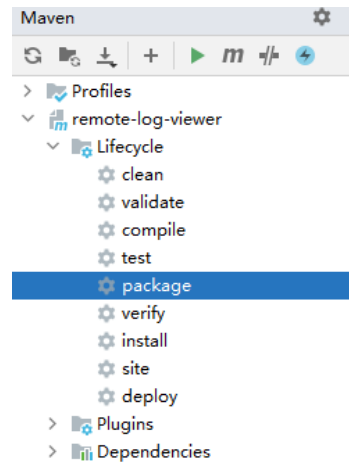 Maven
Profiles
remote-log-viewer
Lifecycle
clean
validate
compile
test
package
verify
install
site
deploy
Plugins
Dependencies